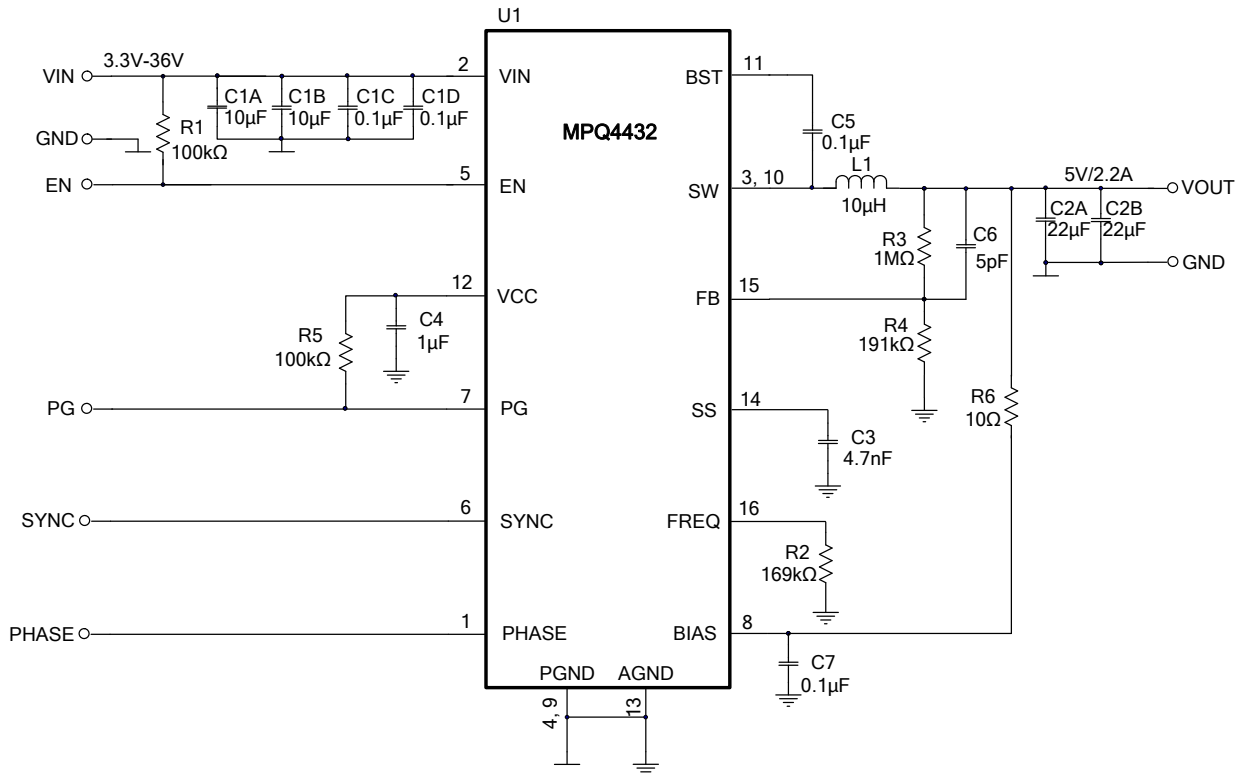 U1
3.3V-36V
VIN
2
VIN
BST
11
C1A
10µF
C1B
10µF
C1C
0.1µF
C1D
0.1µF
R1
100kΩ
MPQ4432
C5
0.1µF
GND
EN
5
EN
SW
3, 10
L1
10µH
5V/2.2A
VOUT
C2A
22µF
C2B
22µF
R3
1MΩ
C6
5pF
GND
12
VCC
FB
15
R5
100kΩ
C4
1µF
R4
191kΩ
PG
7
PG
SS
14
R6
10Ω
C3
4.7nF
SYNC
6
SYNC
FREQ
16
R2
169kΩ
PHASE
1
PHASE
BIAS
8
C7
0.1µF
PGND
AGND
4, 9
13